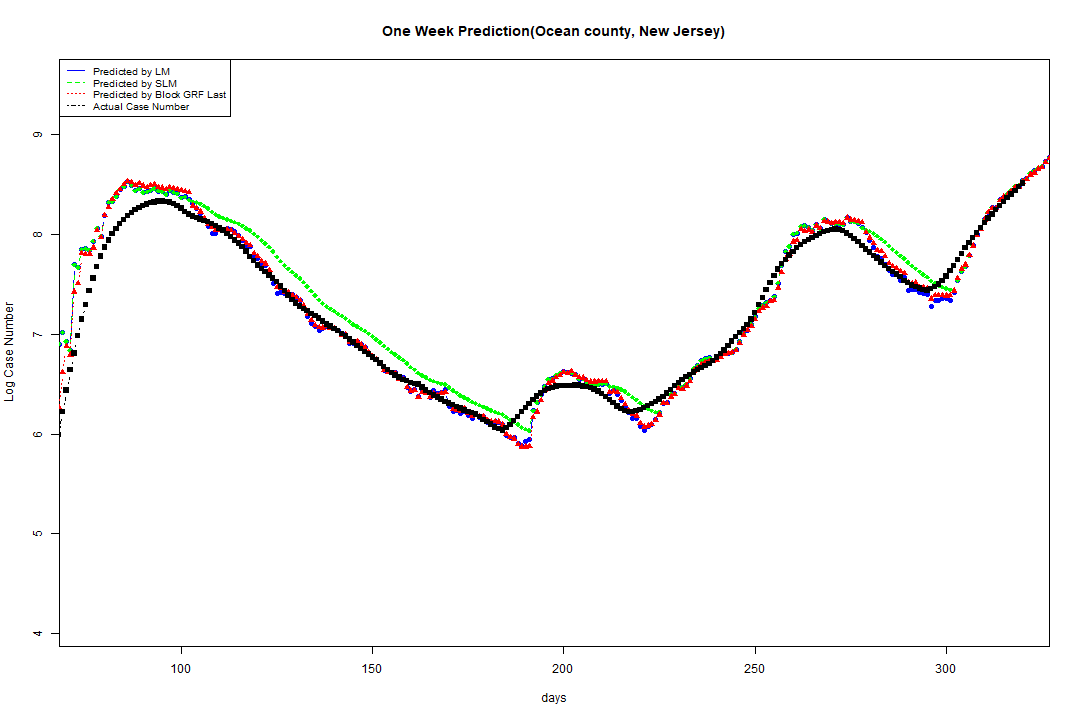 One Week Prediction(Ocean county, New Jersey)
Predicted by LM
Predicted by SLM
Predicted by Block GRF Last
Actual Case Number
9
8
7
6
5
4
Log Case Number
100 150 200 250 300
days